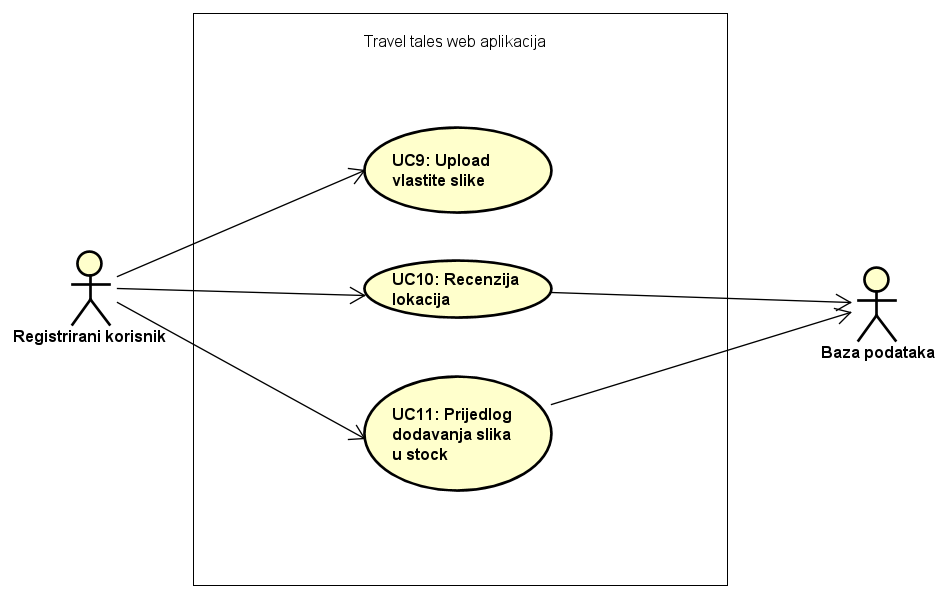 Travel tales web aplikacija
UC9: Upload
vlastite slike
UC10: Recenzija
lokacija
Registrirani korisnik
Baza podataka
UC11: Prijedlog
dodavanja slika
u stock